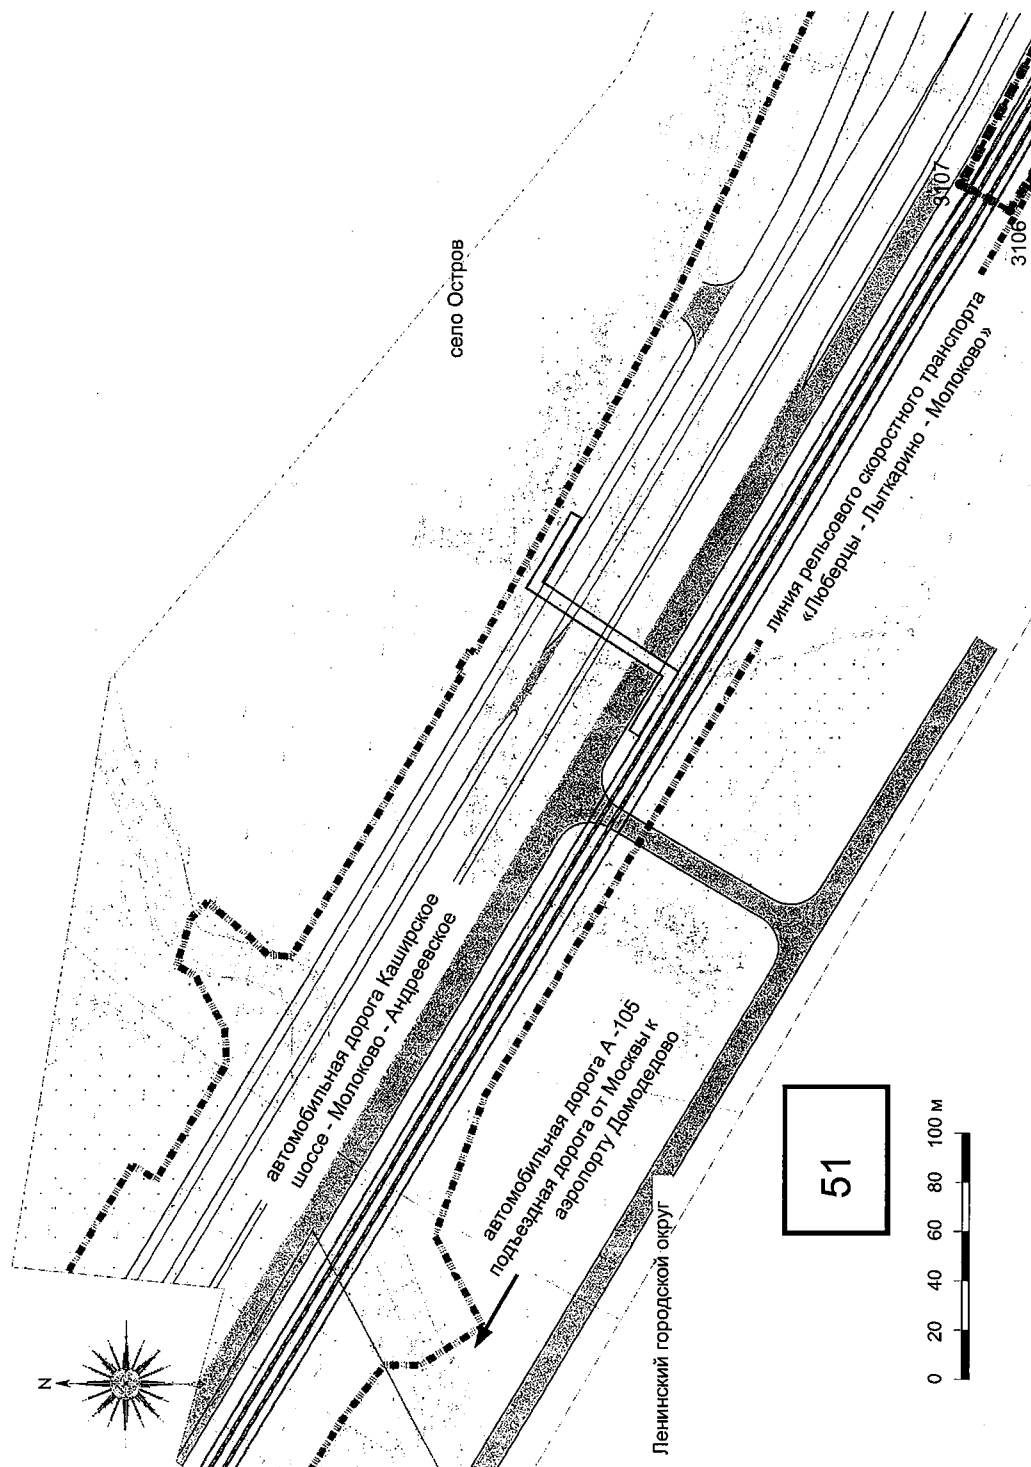 село Остров
3107
3106
линия рельсового скоростного транспорта
«Люберцы - Лыткарино - Молоково»
автомобильная дорога Каширское
шоссе - Молоково - Андреевское
автомобильная дорога А -105
подъездная дорога от Москвы к
аэропорту Домодедово
Ленинский городской округ
N
51
0 20 40 60 80 100 м